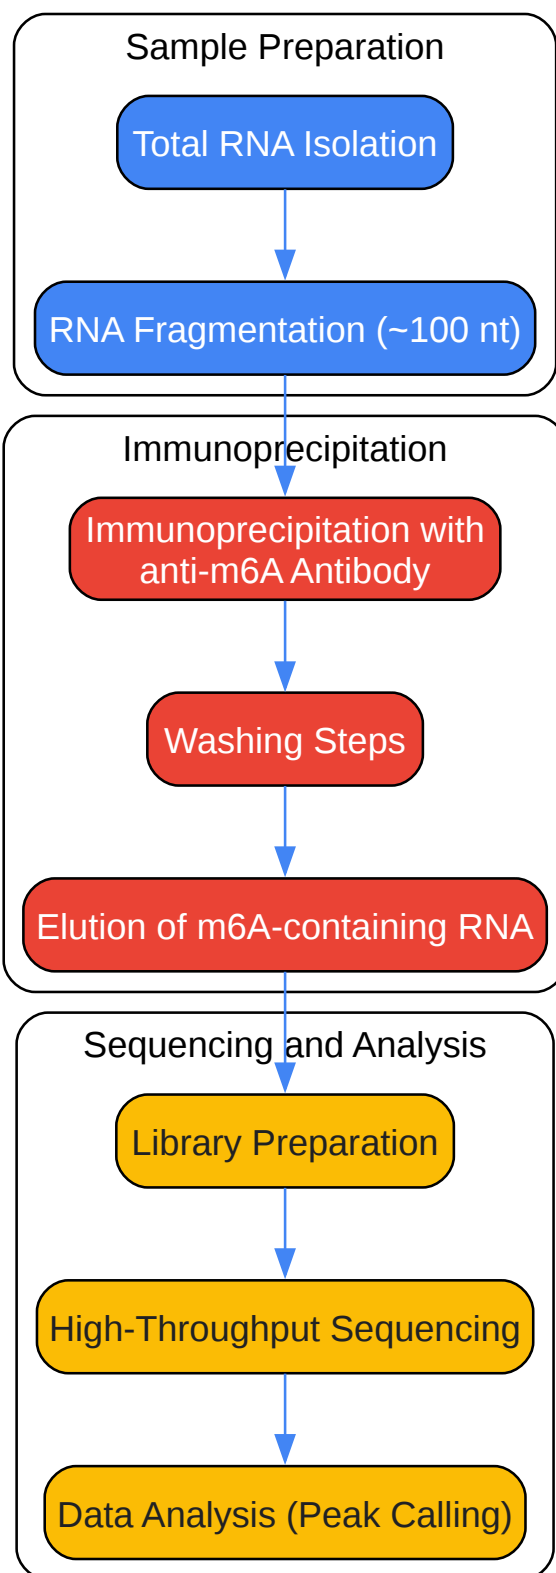 Sample Preparation
Total RNA Isolation
RNA Fragmentation (~100 nt)
Immunoprecipitation
Immunoprecipitation with
anti-m6A Antibody
Washing Steps
Elution of m6A-containing RNA
Sequencing and Analysis
Library Preparation
High-Throughput Sequencing
Data Analysis (Peak Calling)